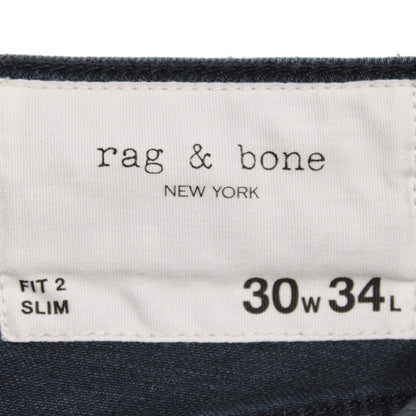 rag & bone
NEW YORK
FIT 2
SLIM
30W 34L